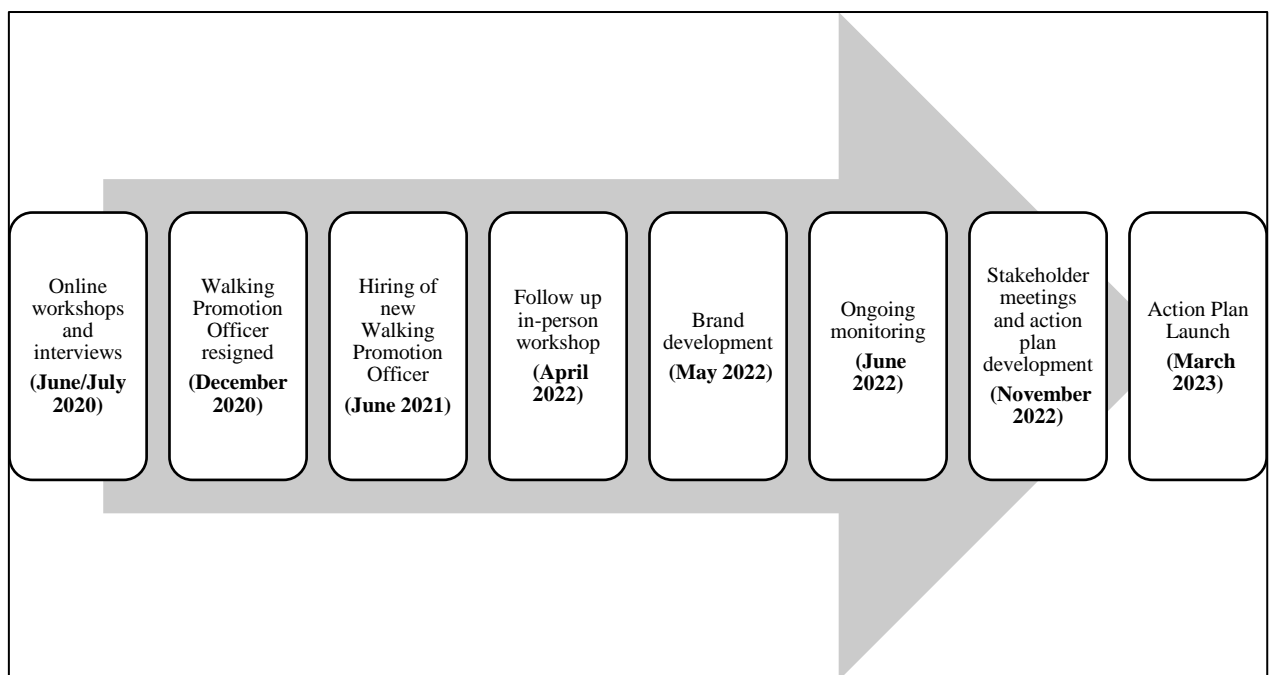 Online
workshops
and
interviews
(June/July
2020)
Walking
Promotion
Officer
resigned
(December
2020)
Hiring of
new
Walking
Promotion
Officer
(June 2021)
Follow up
in-person
workshop
(April
2022)
Brand
development
(May 2022)
Ongoing
monitoring
(June
2022)
Stakeholder
meetings
and action
plan
development
(November
2022)
Action Plan
Launch
(March
2023)